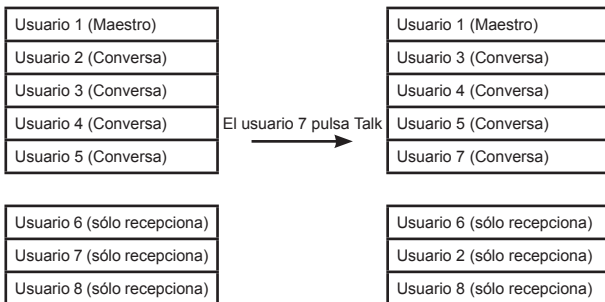 Usuario 1 (Maestro)
Usuario 2 (Conversa)
Usuario 3 (Conversa)
Usuario 4 (Conversa)
Usuario 5 (Conversa)
Usuario 6 (sólo recepciona)
Usuario 7 (sólo recepciona)
Usuario 8 (sólo recepciona)
El usuario 7 pulsa Talk
Usuario 1 (Maestro)
Usuario 3 (Conversa)
Usuario 4 (Conversa)
Usuario 5 (Conversa)
Usuario 7 (Conversa)
Usuario 6 (sólo recepciona)
Usuario 2 (sólo recepciona)
Usuario 8 (sólo recepciona)